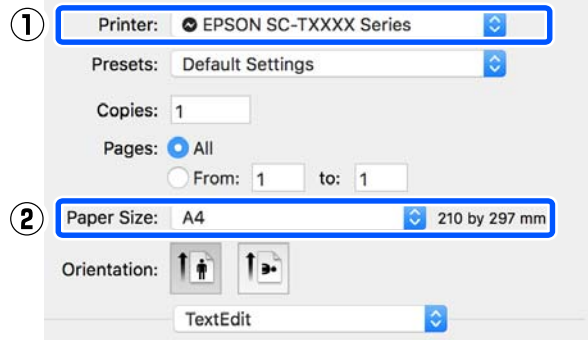 ① Printer: EPSON SC-TXXXX Series
Presets: Default Settings
Copies: 1
Pages: All
From: 1 to: 1
② Paper Size: A4 210 by 297 mm
Orientation:
TextEdit